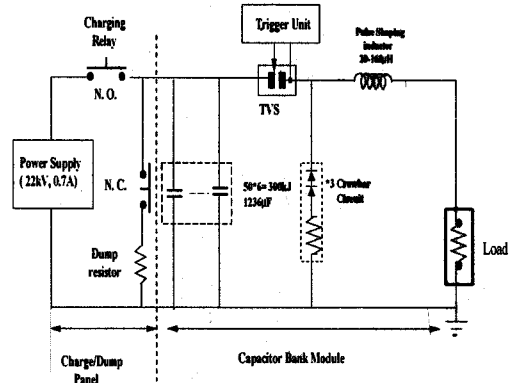 Trigger Unit
Charging
Relay
Pulse Shaping
inductor
20-160μH
N. O.
TVS
Power Supply
( 22kV, 0.7A)
N. C.
50*6= 300kJ
1236μF
*3 Crowbar
Circuit
Dump
resistor
Load
Charge/Dump
Panel
Capacitor Bank Module